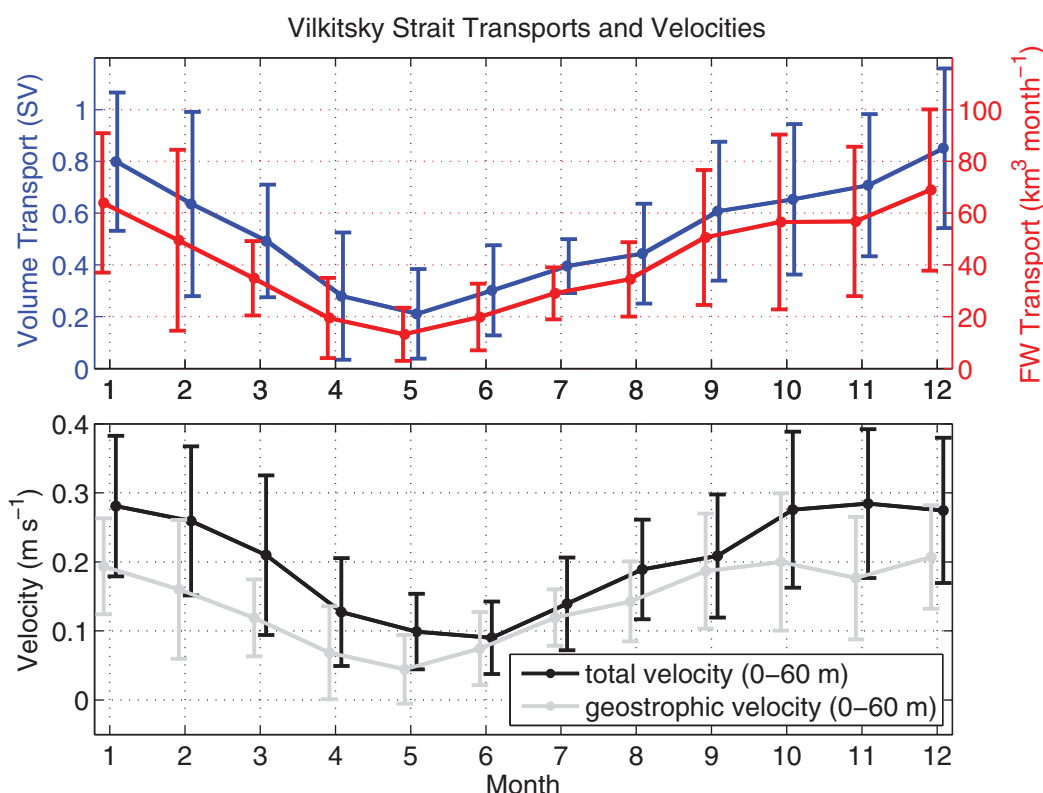 Vilkitsky Strait Transports and Velocities
Volume Transport (SV)
1
0.8
0.6
0.4
0.2
0
100
80
60
40
20
0
FW Transport (km³ month⁻¹)
1 2 3 4 5 6 7 8 9 10 11 12
Velocity (m s⁻¹)
0.4
0.3
0.2
0.1
0
total velocity (0–60 m)
geostrophic velocity (0–60 m)
1 2 3 4 5 6 7 8 9 10 11 12
Month